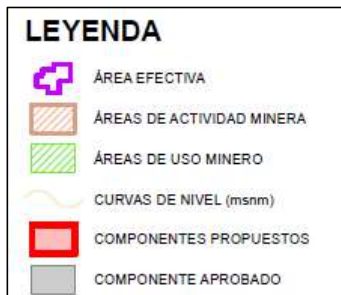 LEYENDA
ÁREA EFECTIVA
ÁREAS DE ACTIVIDAD MINERA
ÁREAS DE USO MINERO
CURVAS DE NIVEL (msnm)
COMPONENTES PROPUESTOS
COMPONENTE APROBADO